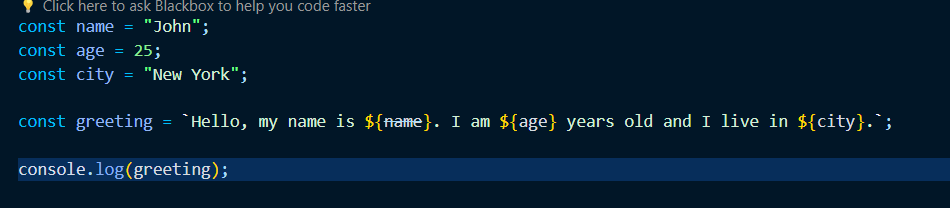 Click here to ask Blackbox to help you code faster
const name = "John";
const age = 25;
const city = "New York";
const greeting = `Hello, my name is ${name}. I am ${age} years old and I live in ${city}.`;
console.log(greeting);